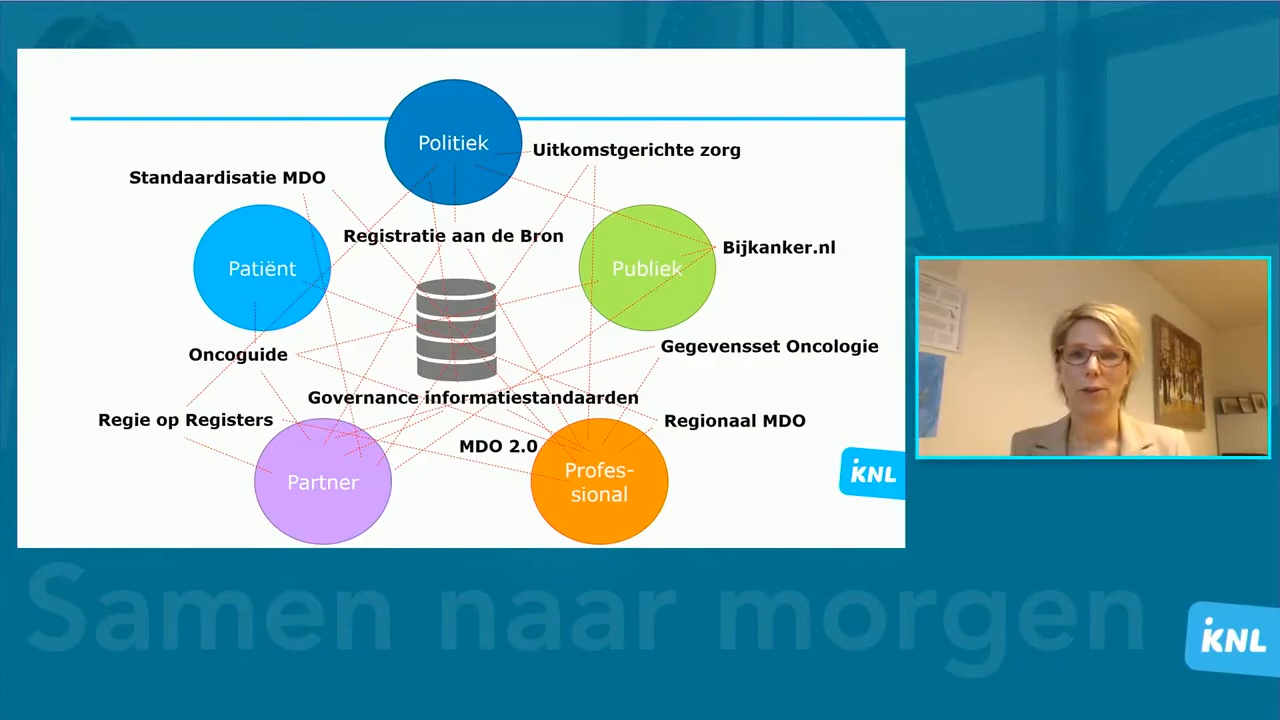 Politiek
Uitkomstgerichte zorg
Standaardisatie MDO
Registratie aan de Bron
Bijkanker.nl
Patiënt
Publiek
Gegevensset Oncologie
Oncoguide
Governance informatiestandaarden
Regie op Registers
Regionaal MDO
MDO 2.0
Partner
Profes-
sional
iKNL
Samen naar morgen
iKNL